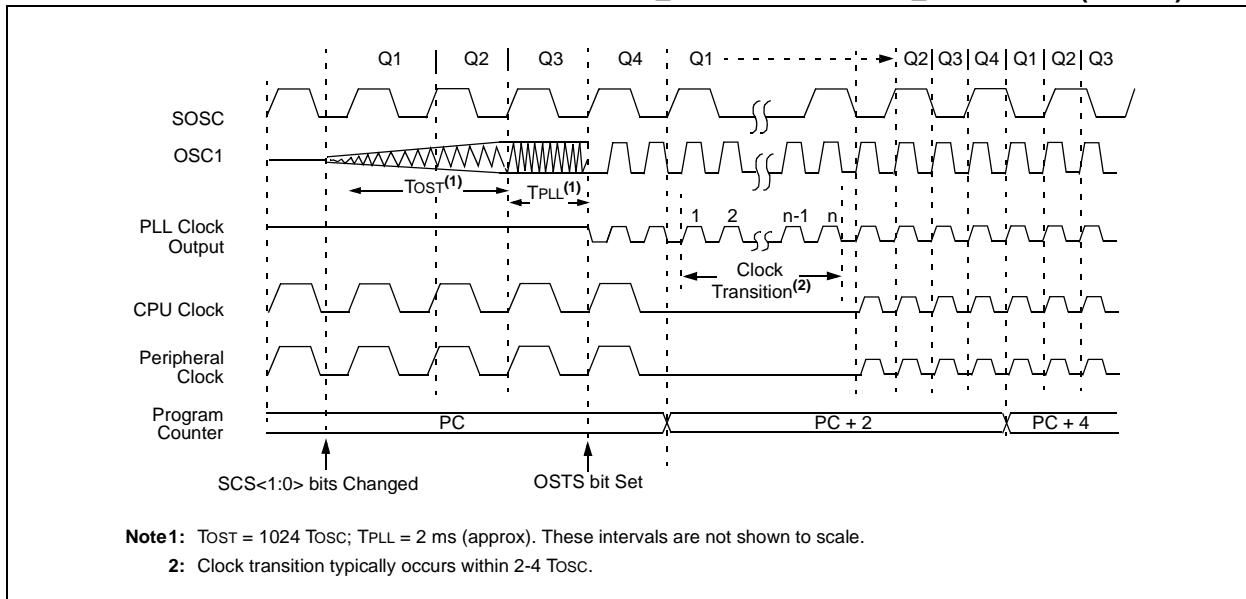 Q1 Q2 Q3 Q4 Q1 Q2 Q3 Q4 Q1 Q2 Q3
SOSC
OSC1
TOST(1)
TPLL(1)
PLL Clock
Output
1 2 n-1 n
Clock
Transition(2)
CPU Clock
Peripheral
Clock
Program
Counter
PC PC + 2 PC + 4
SCS<1:0> bits Changed
OSTS bit Set
Note1: TOST = 1024 TOSC; TPLL = 2 ms (approx). These intervals are not shown to scale.
2: Clock transition typically occurs within 2-4 TOSC.